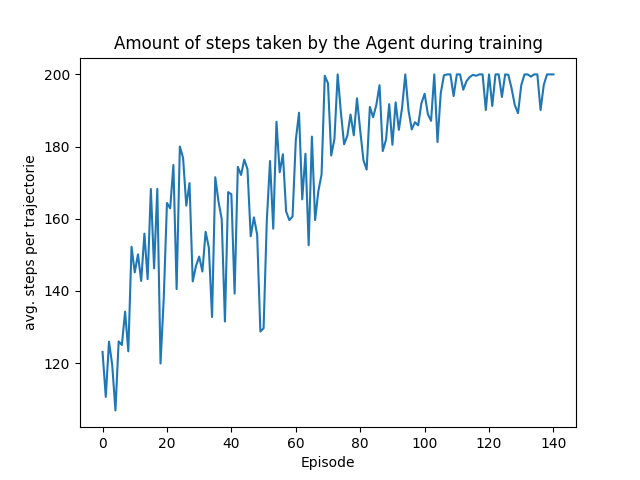 Amount of steps taken by the Agent during training
200
180
160
140
120
avg. steps per trajectorie
0 20 40 60 80 100 120 140
Episode